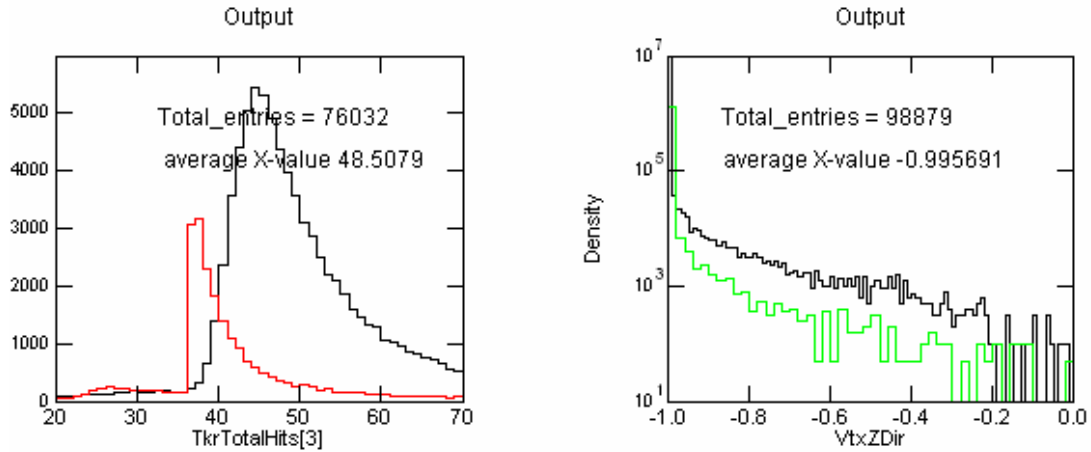 Output
Total_entries = 76032
average X-value 48.5079
5000
4000
3000
2000
1000
0
20 30 40 50 60 70
TkrTotalHits[3]
Output
Total_entries = 98879
average X-value -0.995691
Density
10^7
10^5
10^3
10^1
-1.0 -0.8 -0.6 -0.4 -0.2 0.0
VtxZDir